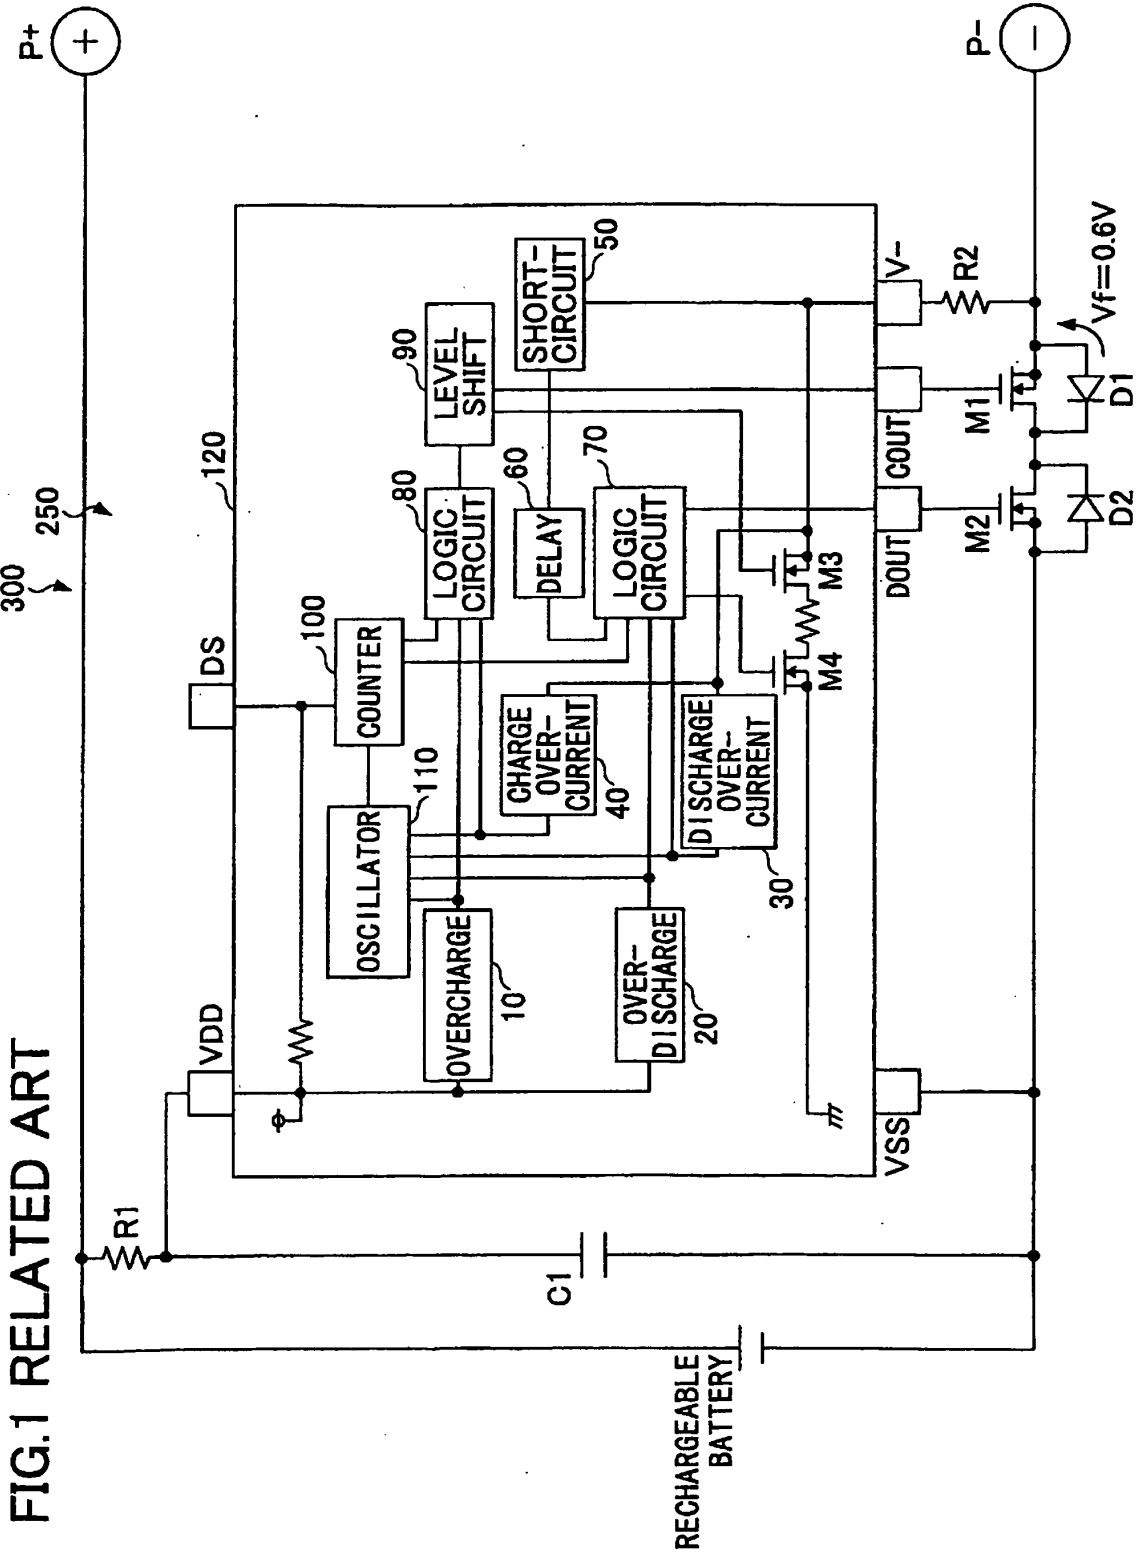 FIG.1 RELATED ART
300
250
P+
+
R1
VDD
DS
120
OSCILLATOR
110
COUNTER
100
LOGIC
CIRCUIT
80
LEVEL
SHIFT
90
OVERCHARGE
10
CHARGE
OVER-
CURRENT
40
DELAY
60
SHORT-
CIRCUIT
50
OVER-
DISCHARGE
20
DISCHARGE
OVER-
CURRENT
30
LOGIC
CIRCUIT
70
M4
M3
C1
RECHARGEABLE
BATTERY
VSS
DOUT
COUT
V-
R2
M2
M1
D2
D1
Vf=0.6V
P-
-